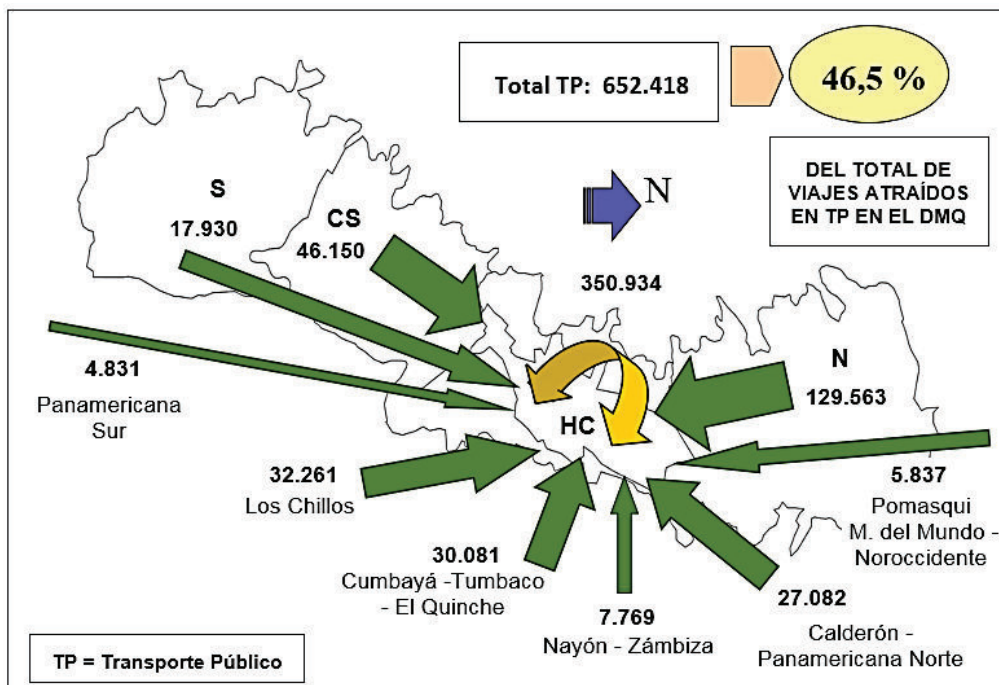 Total TP: 652.418
46,5 %
DEL TOTAL DE
VIAJES ATRAÍDOS
EN TP EN EL DMQ
S
17.930
CS
46.150
N
350.934
N
129.563
4.831
Panamericana
Sur
HC
32.261
Los Chillos
5.837
Pomasqui
M. del Mundo -
Noroccidente
30.081
Cumbayá -Tumbaco
- El Quinche
7.769
Nayón - Zámbiza
27.082
Calderón -
Panamericana Norte
TP = Transporte Público